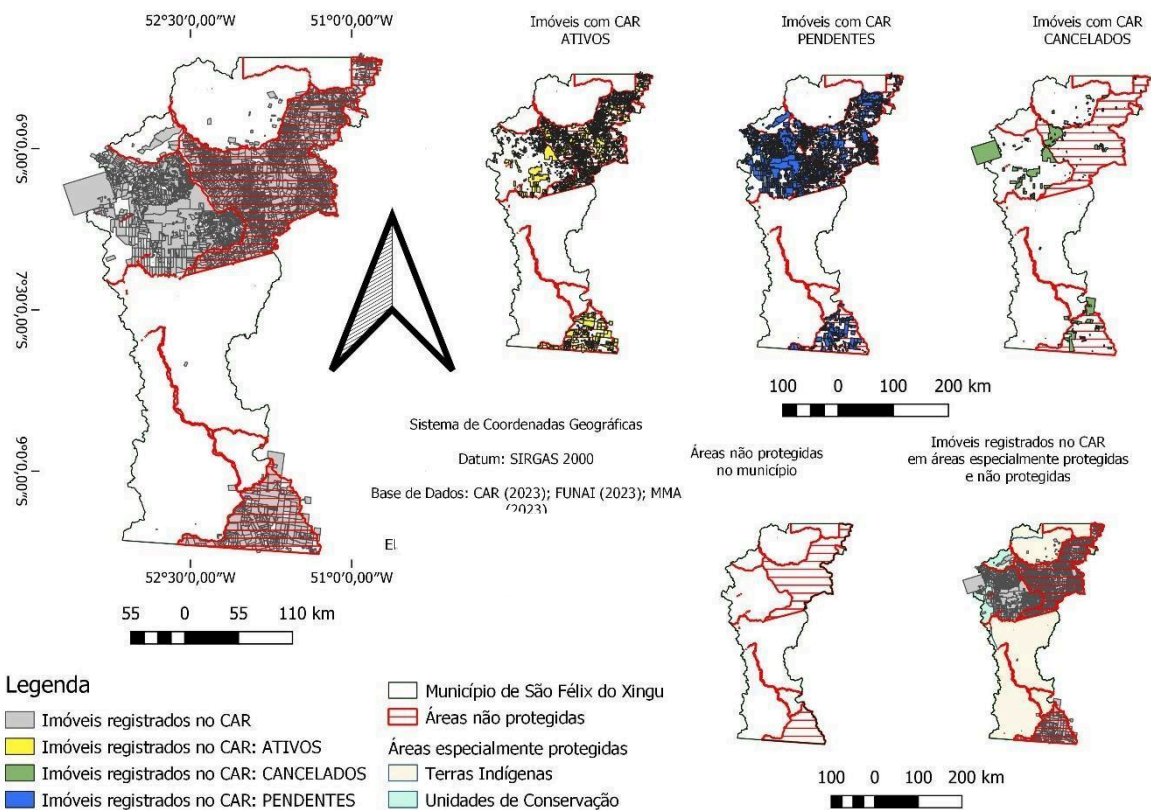 52°30'0,00"W
51°0'0,00"W
6°0'0,00"S
7°30'0,00"S
9°0'0,00"S
52°30'0,00"W
51°0'0,00"W
55 0 55 110 km
Imóveis com CAR
ATIVOS
Imóveis com CAR
PENDENTES
Imóveis com CAR
CANCELADOS
100 0 100 200 km
Sistema de Coordenadas Geográficas
Datum: SIRGAS 2000
Base de Dados: CAR (2023); FUNAI (2023); MMA
(2023)
El
Áreas não protegidas
no município
Imóveis registrados no CAR
em áreas especialmente protegidas
e não protegidas
100 0 100 200 km
Legenda
Imóveis registrados no CAR
Imóveis registrados no CAR: ATIVOS
Imóveis registrados no CAR: CANCELADOS
Imóveis registrados no CAR: PENDENTES
Município de São Félix do Xingu
Áreas não protegidas
Áreas especialmente protegidas
Terras Indígenas
Unidades de Conservação